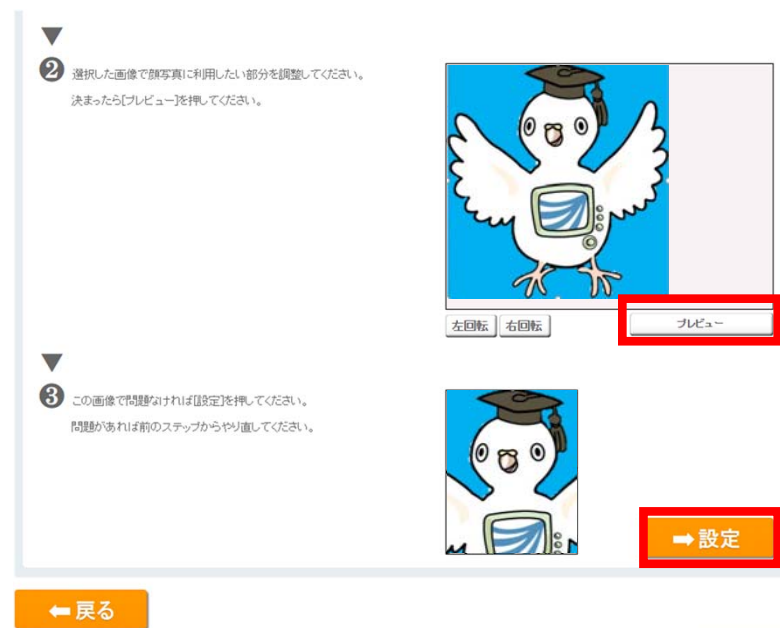 ❷ 選択した画像で顔写真に利用したい部分を調整してください。
決まったら[プレビュー]を押してください。
左回転 右回転 プレビュー
❸ この画像で問題なければ[設定]を押してください。
問題があれば前のステップからやり直してください。
➡設定
⬅戻る